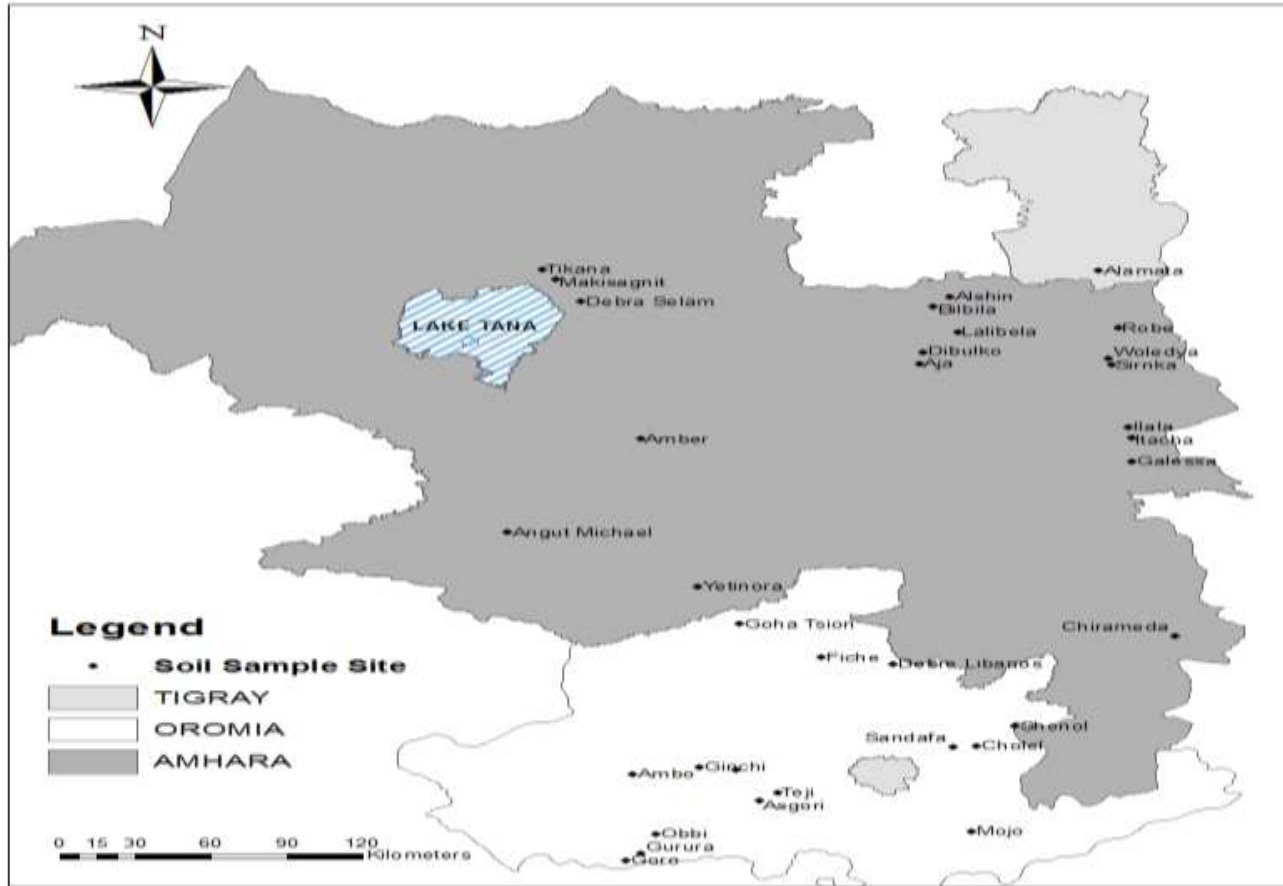 N
Tikana
Makisagnit
Debra Selam
LAKE TANA
Alamata
Alshin
Bilbila
Lalibela
Robe
Dibulko
Woledya
Aja
Sirnka
Amber
Ilala
Itacha
Galessa
Angut Michael
Yetinora
Goha Tsion
Chirameda
Fiche
Debre Libanos
Shenol
Sandafa
Cholel
Ambo
Ginchi
Teji
Asgori
Obbi
Mojo
Gurura
Goro
Legend
Soil Sample Site
TIGRAY
OROMIA
AMHARA
0 15 30 60 90 120
Kilometers